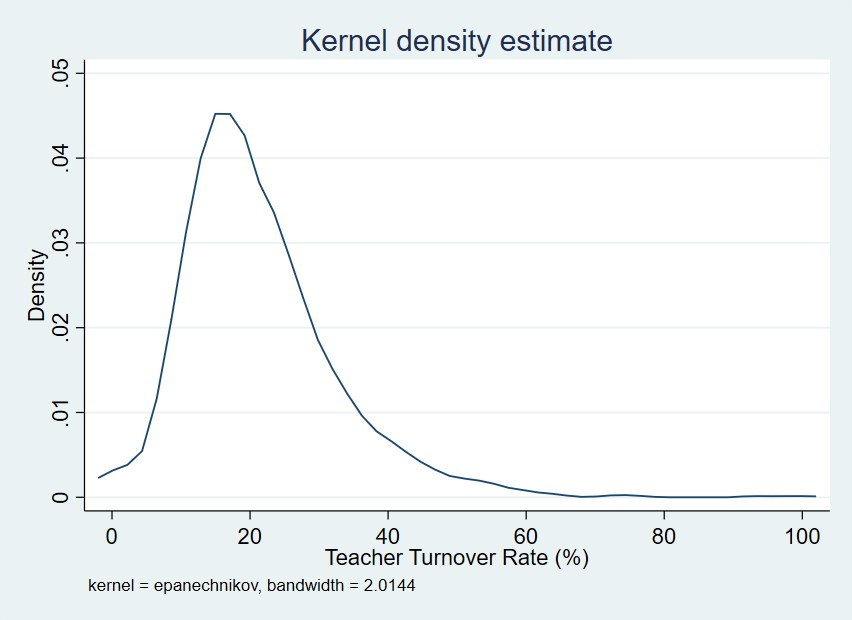 Kernel density estimate
.05
.04
.03
.02
.01
0
Density
0 20 40 60 80 100
Teacher Turnover Rate (%)
kernel = epanechnikov, bandwidth = 2.0144